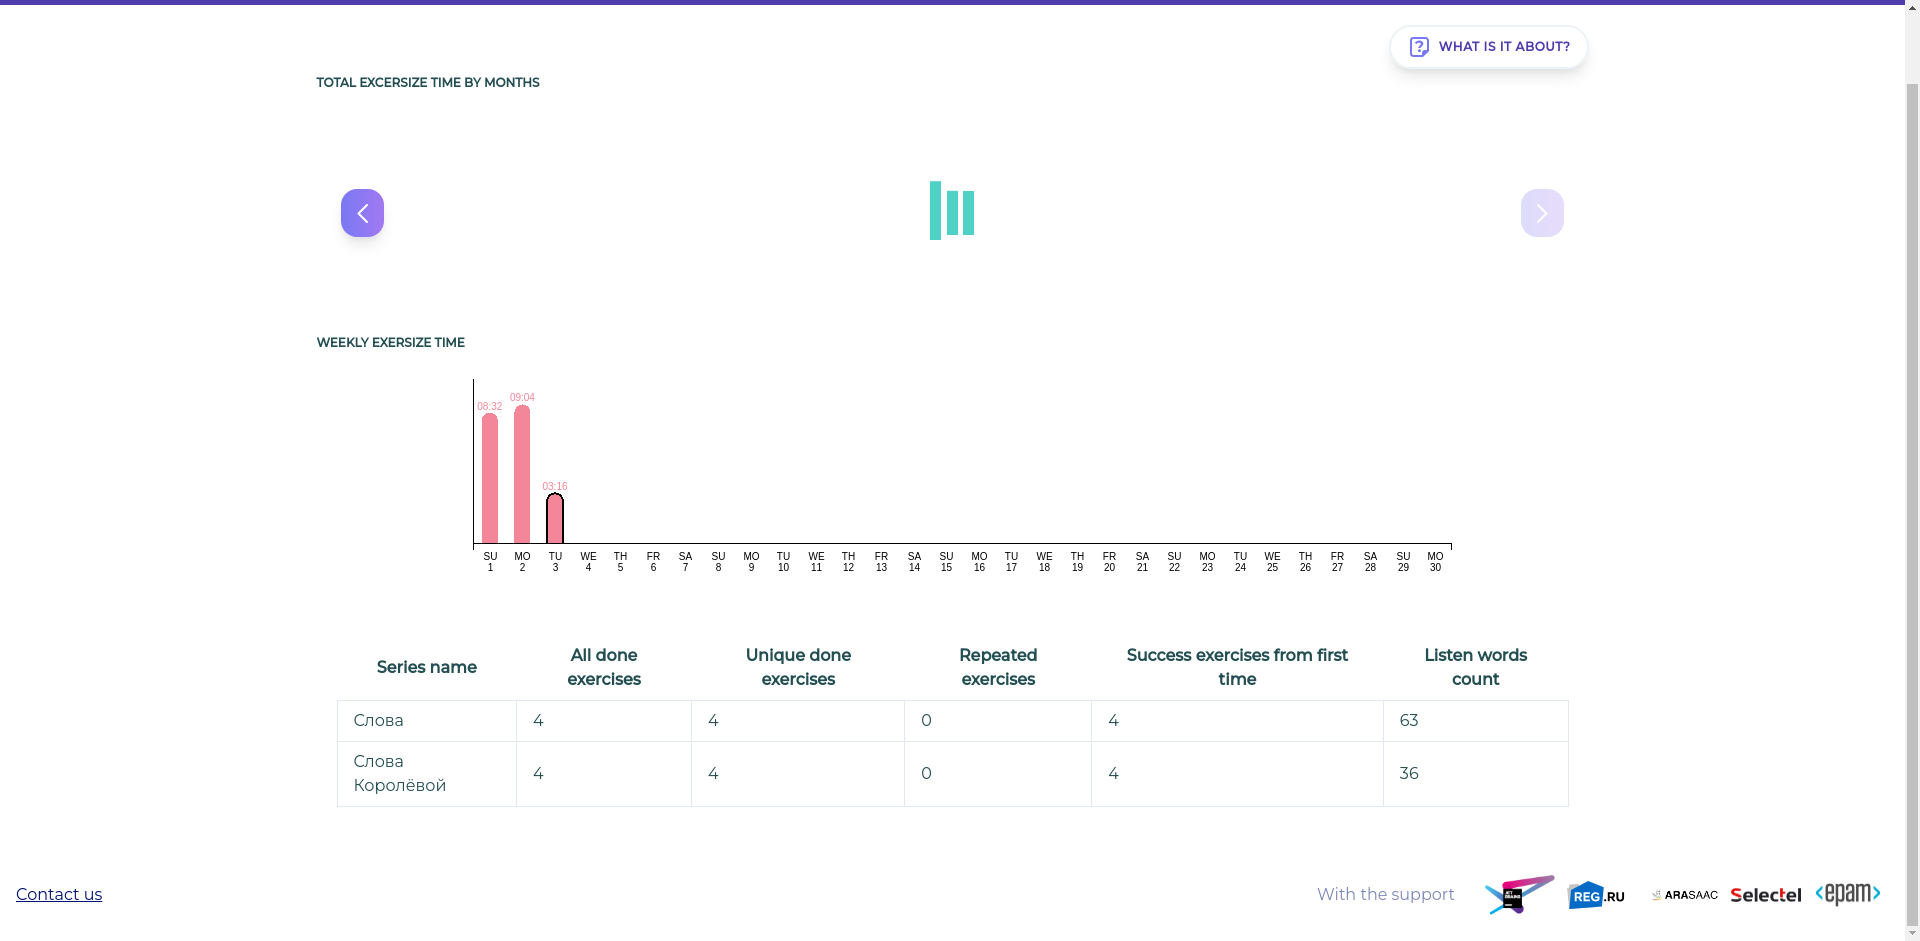 WHAT IS IT ABOUT?
TOTAL EXCERSIZE TIME BY MONTHS
WEEKLY EXERSIZE TIME
08:32 09:04 03:16
SU MO TU WE TH FR SA SU MO TU WE TH FR SA SU MO TU WE TH FR SA SU MO TU WE TH FR SA SU MO
1 2 3 4 5 6 7 8 9 10 11 12 13 14 15 16 17 18 19 20 21 22 23 24 25 26 27 28 29 30
Series name All done exercises Unique done exercises Repeated exercises Success exercises from first time Listen words count
Слова 4 4 0 4 63
Слова Королёвой 4 4 0 4 36
Contact us With the support JET BRAINS REG.RU ARASAAC Selectel <epam>